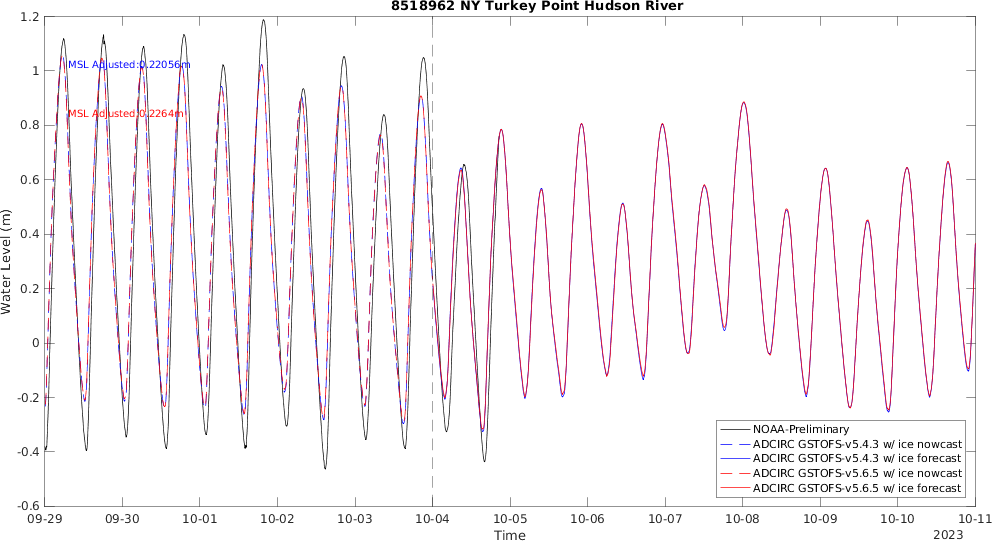 8518962 NY Turkey Point Hudson River
1.2
1
0.8
0.6
0.4
0.2
0
-0.2
-0.4
-0.6
Water Level (m)
MSL Adjusted:0.22056m
MSL Adjusted:0.2264m
NOAA-Preliminary
ADCIRC GSTOFS-v5.4.3 w/ ice nowcast
ADCIRC GSTOFS-v5.4.3 w/ ice forecast
ADCIRC GSTOFS-v5.6.5 w/ ice nowcast
ADCIRC GSTOFS-v5.6.5 w/ ice forecast
09-29 09-30 10-01 10-02 10-03 10-04 10-05 10-06 10-07 10-08 10-09 10-10 10-11
Time
2023